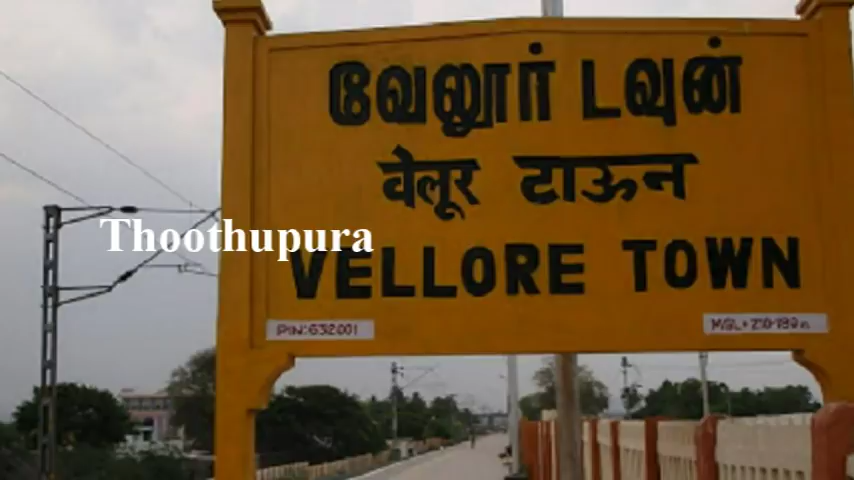 வேலூர் டவுன்
वेलूर टाऊन
Thoothupura
VELLORE TOWN
PIN:632001
MSL+210·189m